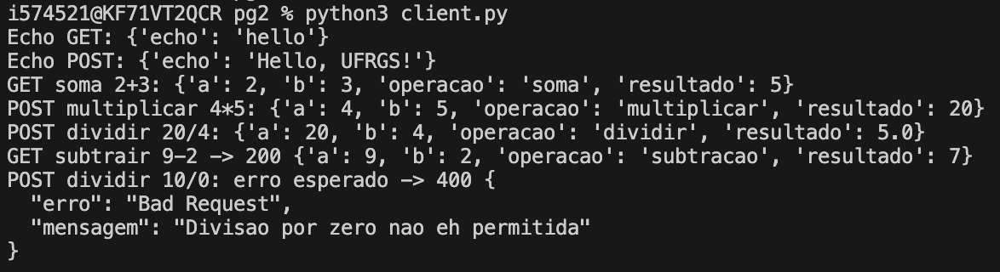 i574521@KF71VT2QCR pg2 % python3 client.py
Echo GET: {'echo': 'hello'}
Echo POST: {'echo': 'Hello, UFRGS!'}
GET soma 2+3: {'a': 2, 'b': 3, 'operacao': 'soma', 'resultado': 5}
POST multiplicar 4*5: {'a': 4, 'b': 5, 'operacao': 'multiplicar', 'resultado': 20}
POST dividir 20/4: {'a': 20, 'b': 4, 'operacao': 'dividir', 'resultado': 5.0}
GET subtrair 9-2 -> 200 {'a': 9, 'b': 2, 'operacao': 'subtracao', 'resultado': 7}
POST dividir 10/0: erro esperado -> 400 {
  "erro": "Bad Request",
  "mensagem": "Divisao por zero nao eh permitida"
}